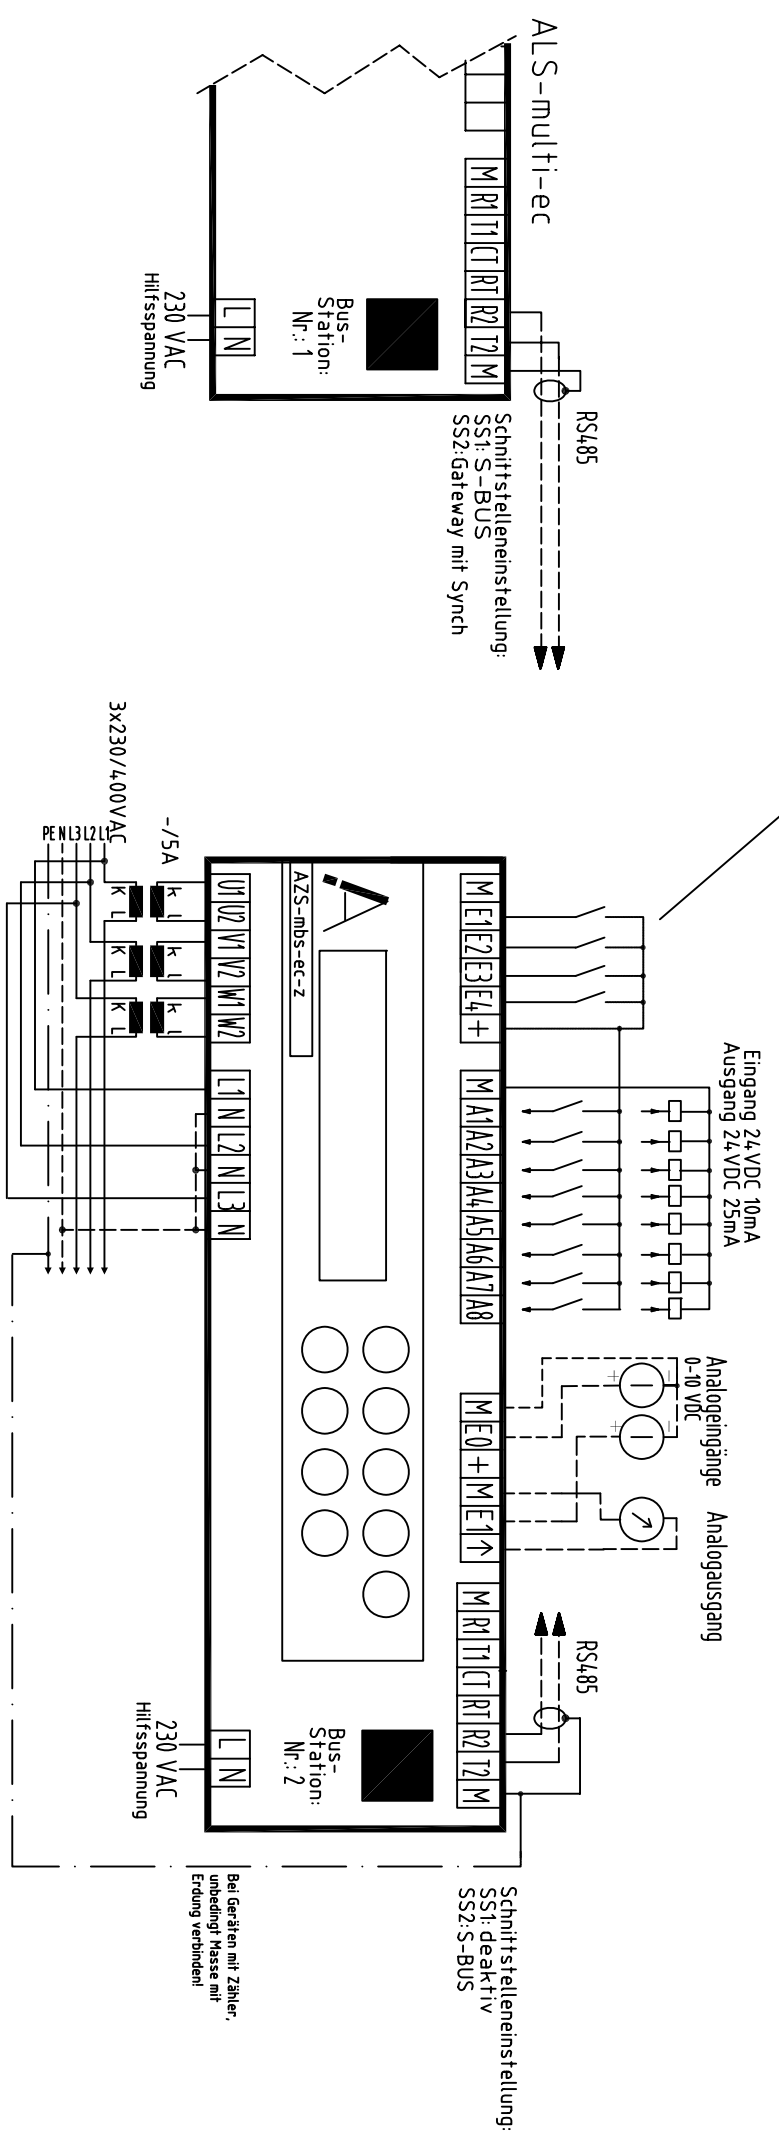 ALS-multi-ec
M R1 T1 CT RT R2 T2 M
Bus-
Station:
Nr.: 1
L N
230 VAC
Hilfsspannung
RS485
Schnittstelleneinstellung:
SS1: S-BUS
SS2:Gateway mit Synch
Eingang 24VDC 10mA
Ausgang 24VDC 25mA
Analogeingänge
0-10 VDC
+ -
+ -
Analogausgang
RS485
M E1 E2 E3 E4 +
M A1 A2 A3 A4 A5 A6 A7 A8
M E0 + M E1 ↑
M R1 T1 CT RT R2 T2 M
AZS-mbs-ec-z
Bus-
Station:
Nr.: 2
U1 U2 V1 V2 W1 W2
L1 N L2 N L3 N
L N
230 VAC
Hilfsspannung
-/5A
k l k l k l
K L K L K L
3x230/400VAC
L1
L2
L3
N
PE
Schnittstelleneinstellung:
SS1: deaktiv
SS2:S-BUS
Bei Geräten mit Zähler,
unbedingt Masse mit
Erdung verbinden!